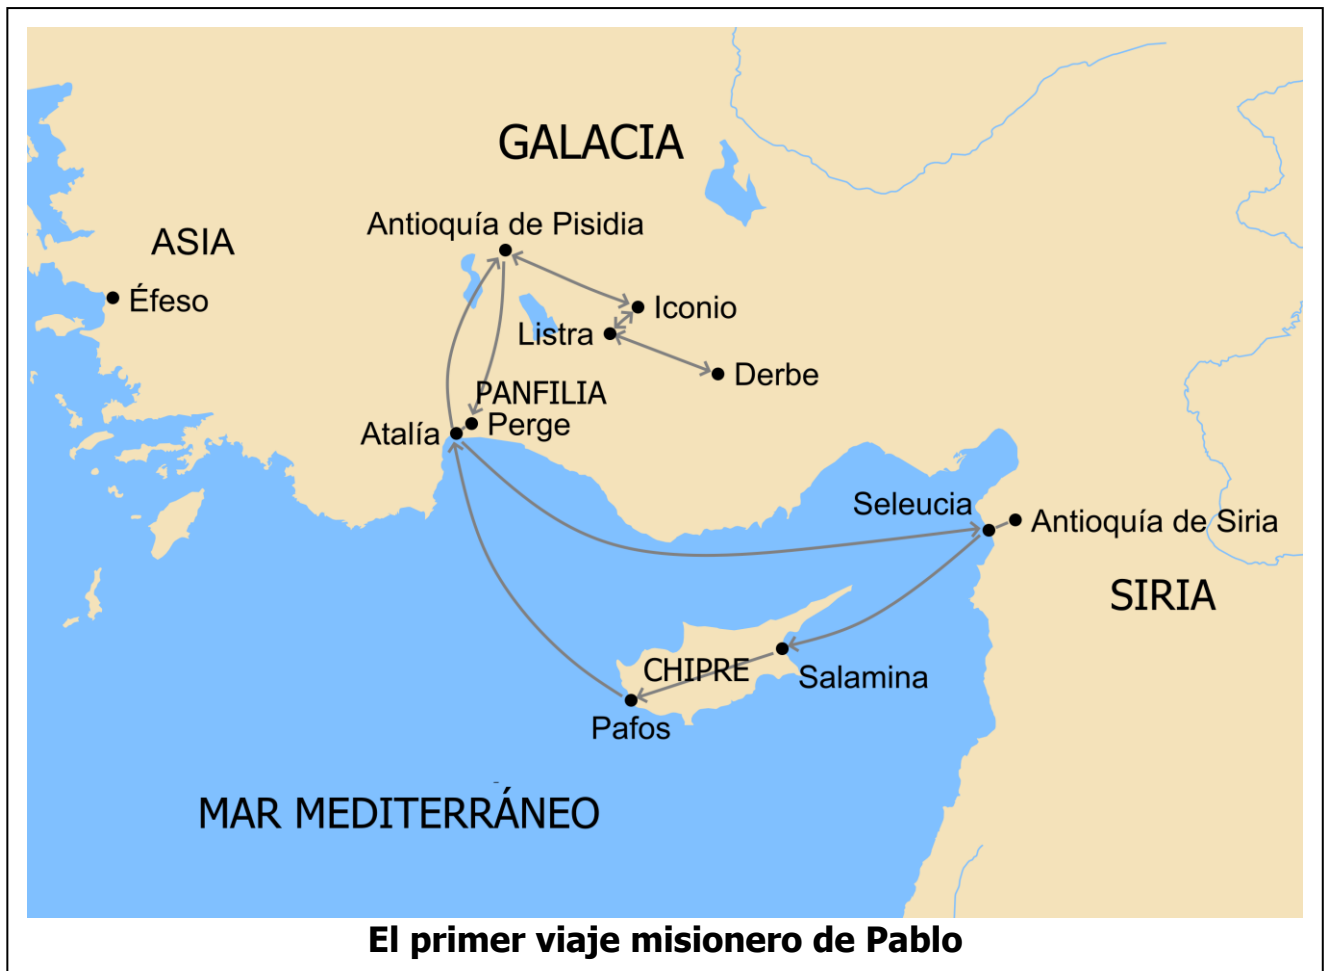 GALACIA
Antioquía de Pisidia
ASIA
Éfeso
Iconio
Listra
Derbe
PANFILIA
Perge
Atalía
Seleucia
Antioquía de Siria
SIRIA
CHIPRE
Salamina
Pafos
MAR MEDITERRÁNEO
El primer viaje misionero de Pablo